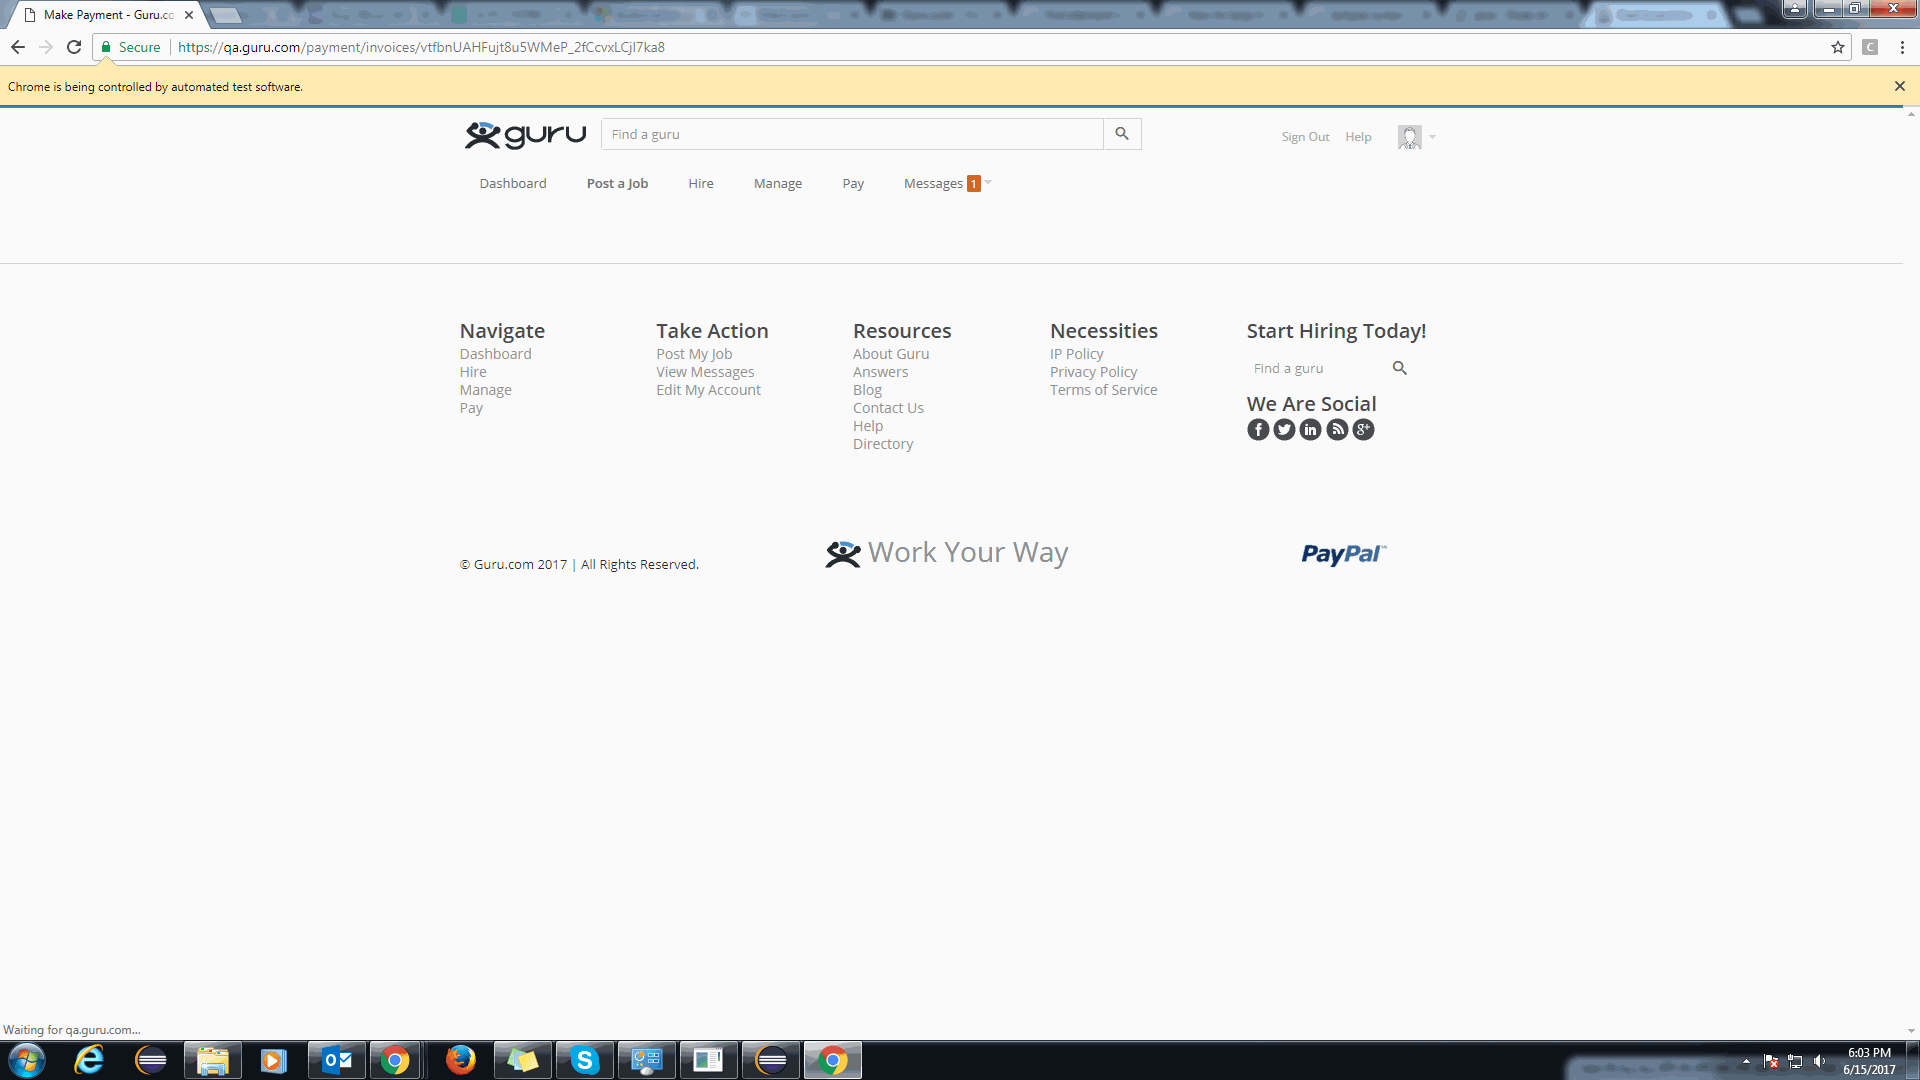 Make Payment - Guru.co
Secure
https://qa.guru.com/payment/invoices/vtfbnUAHFujt8u5WMeP_2fCcvxLCjI7ka8
C
Chrome is being controlled by automated test software.
guru
Find a guru
Sign Out
Help
Dashboard
Post a Job
Hire
Manage
Pay
Messages 1
Navigate
Dashboard
Hire
Manage
Pay
Take Action
Post My Job
View Messages
Edit My Account
Resources
About Guru
Answers
Blog
Contact Us
Help
Directory
Necessities
IP Policy
Privacy Policy
Terms of Service
Start Hiring Today!
Find a guru
We Are Social
© Guru.com 2017 | All Rights Reserved.
Work Your Way
PayPal
Waiting for qa.guru.com...
6:03 PM
6/15/2017